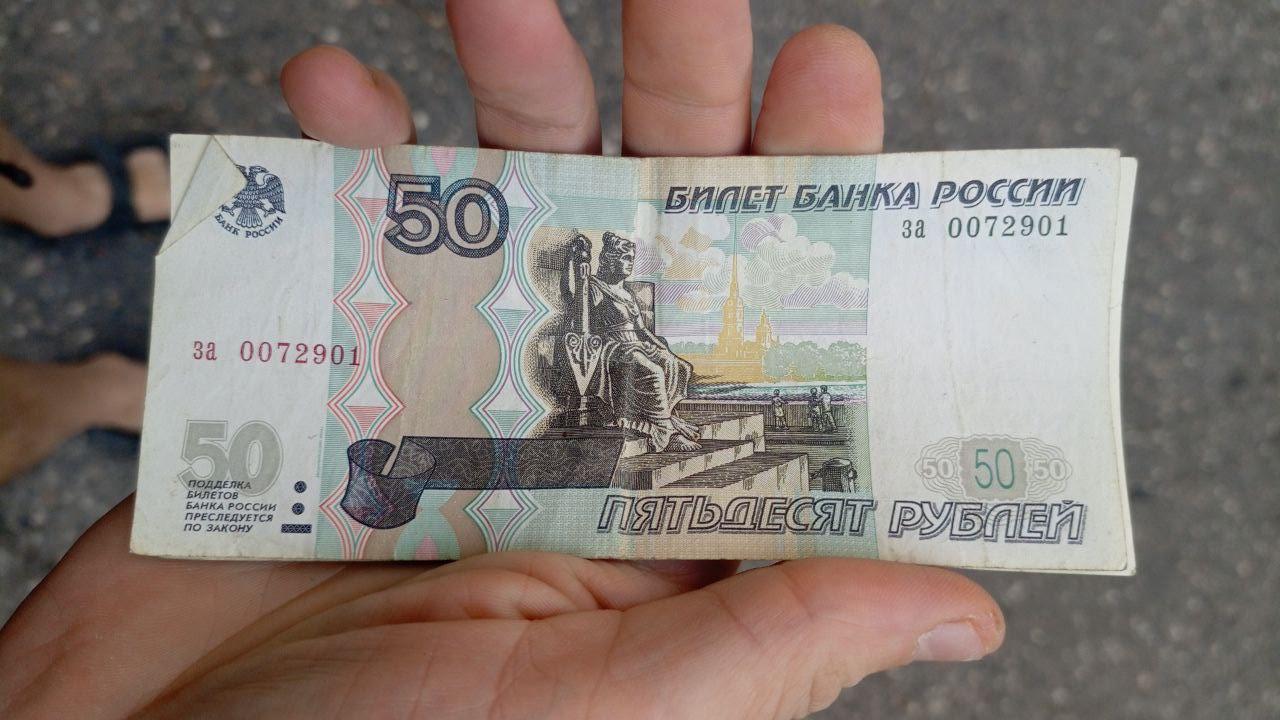 БАНК РОССИИ
50
БИЛЕТ БАНКА РОССИИ
за 0072901
за 0072901
50
ПОДДЕЛКА
БИЛЕТОВ
БАНКА РОССИИ
ПРЕСЛЕДУЕТСЯ
ПО ЗАКОНУ
50 50 50
ПЯТЬДЕСЯТ РУБЛЕЙ